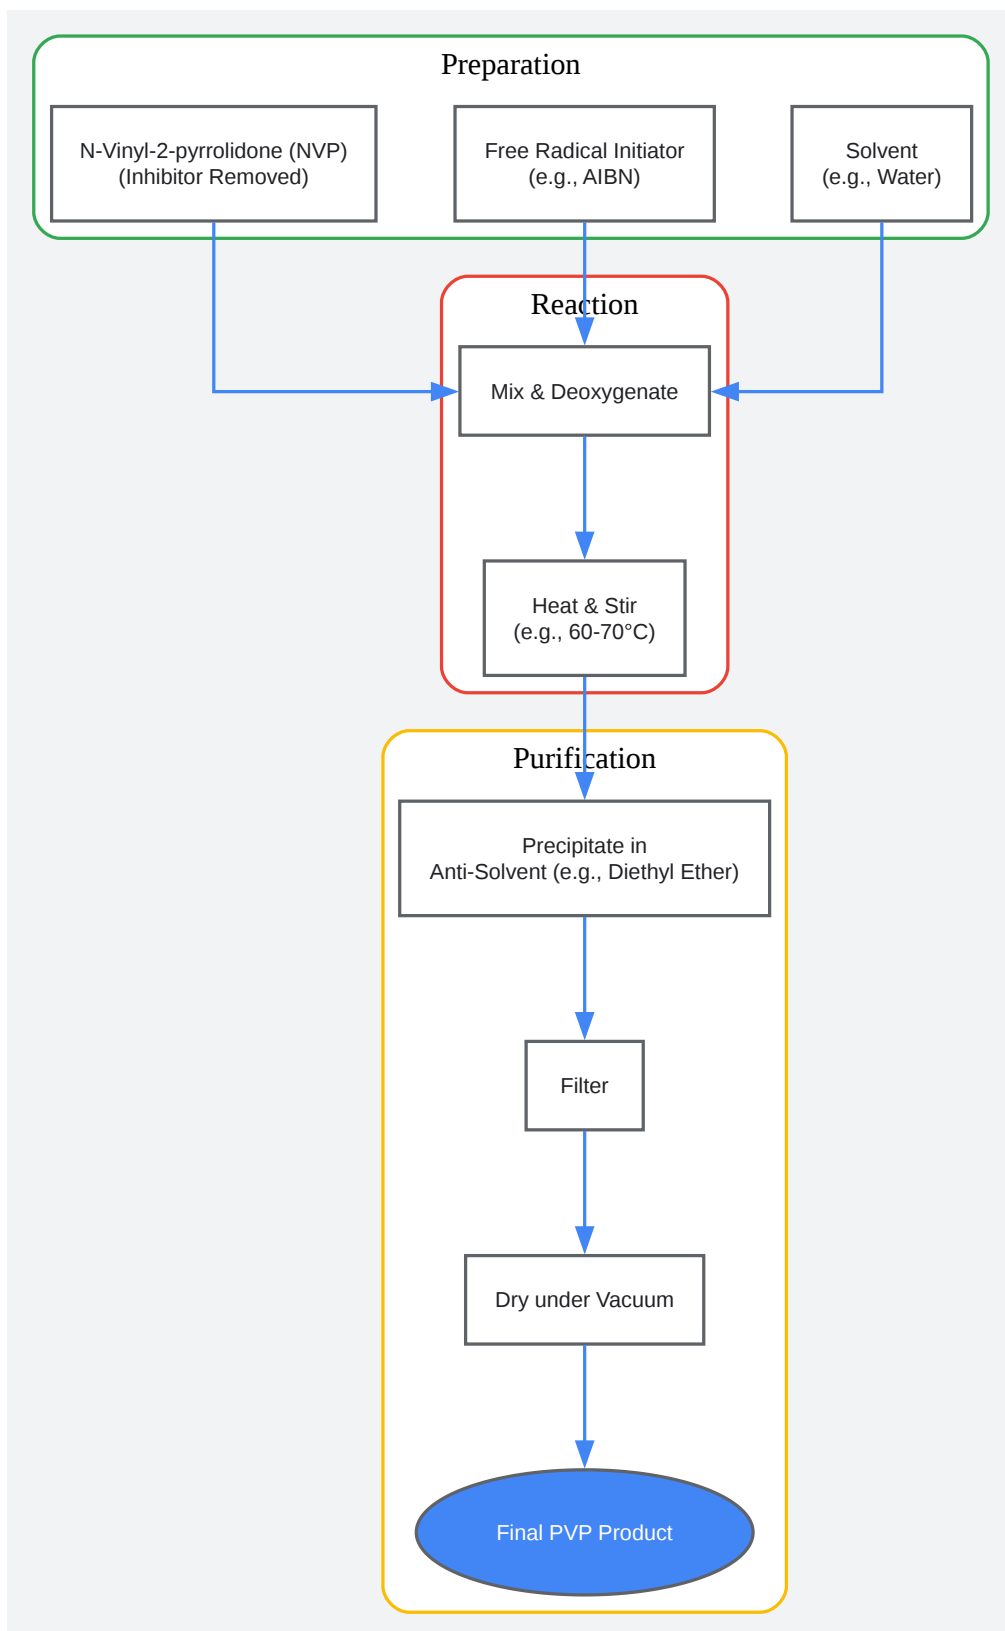 Preparation
N-Vinyl-2-pyrrolidone (NVP)
(Inhibitor Removed)
Free Radical Initiator
(e.g., AIBN)
Solvent
(e.g., Water)
Reaction
Mix & Deoxygenate
Heat & Stir
(e.g., 60-70°C)
Purification
Precipitate in
Anti-Solvent (e.g., Diethyl Ether)
Filter
Dry under Vacuum
Final PVP Product